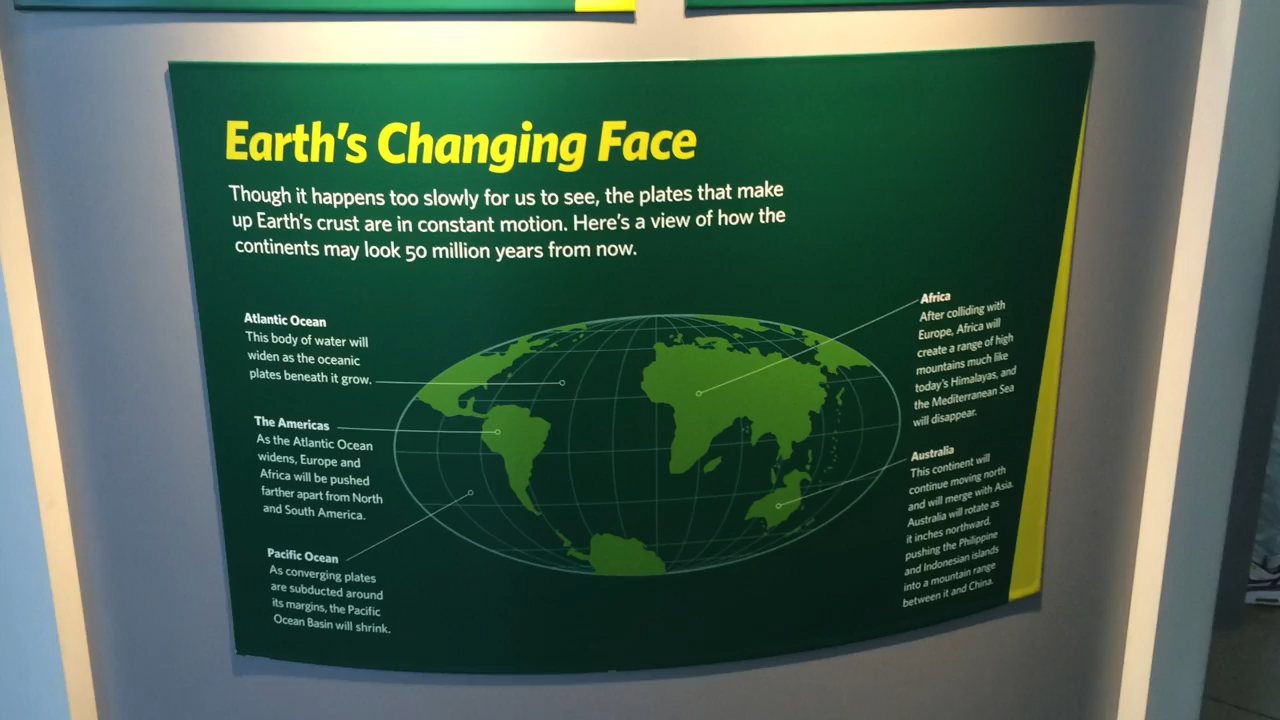 Earth's Changing Face
Though it happens too slowly for us to see, the plates that make
up Earth's crust are in constant motion. Here's a view of how the
continents may look 50 million years from now.
Atlantic Ocean
This body of water will
widen as the oceanic
plates beneath it grow.
The Americas
As the Atlantic Ocean
widens, Europe and
Africa will be pushed
farther apart from North
and South America.
Pacific Ocean
As converging plates
are subducted around
its margins, the Pacific
Ocean Basin will shrink.
Africa
After colliding with
Europe, Africa will
create a range of high
mountains much like
today's Himalayas, and
the Mediterranean Sea
will disappear.
Australia
This continent will
continue moving north
and will merge with Asia.
Australia will rotate as
it inches northward,
pushing the Philippine
and Indonesian islands
into a mountain range
between it and China.